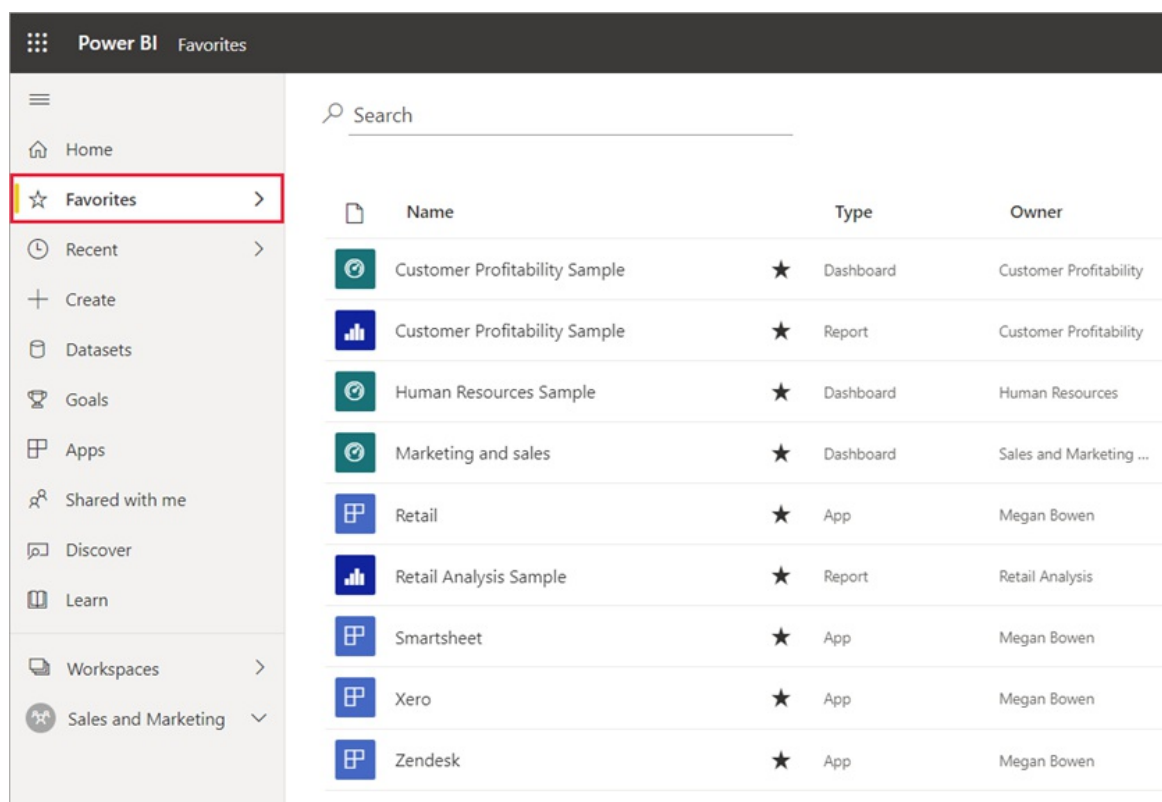 Power BI Favorites
Search
Home
Favorites
Recent
Create
Datasets
Goals
Apps
Shared with me
Discover
Learn
Workspaces
Sales and Marketing
Name Type Owner
Customer Profitability Sample Dashboard Customer Profitability
Customer Profitability Sample Report Customer Profitability
Human Resources Sample Dashboard Human Resources
Marketing and sales Dashboard Sales and Marketing ...
Retail App Megan Bowen
Retail Analysis Sample Report Retail Analysis
Smartsheet App Megan Bowen
Xero App Megan Bowen
Zendesk App Megan Bowen